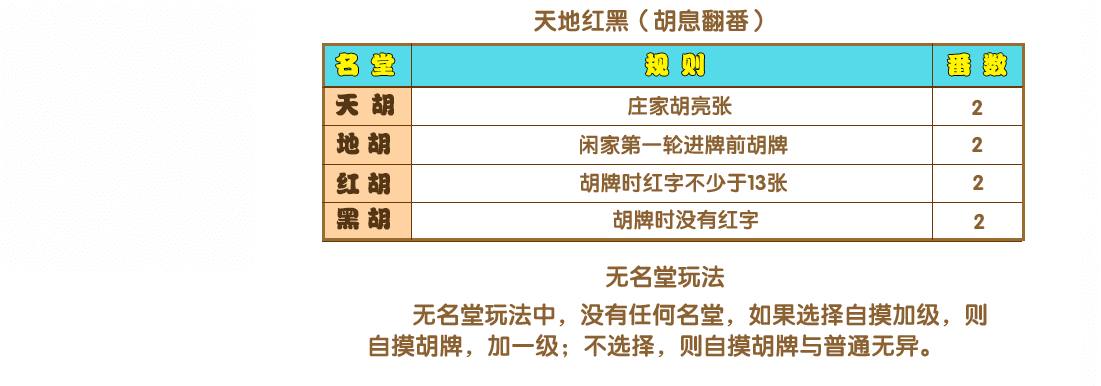 天地红黑（胡息翻番）
名堂 规则 番数
天胡 庄家胡亮张 2
地胡 闲家第一轮进牌前胡牌 2
红胡 胡牌时红字不少于13张 2
黑胡 胡牌时没有红字 2
无名堂玩法
无名堂玩法中，没有任何名堂，如果选择自摸加级，则
自摸胡牌，加一级；不选择，则自摸胡牌与普通无异。